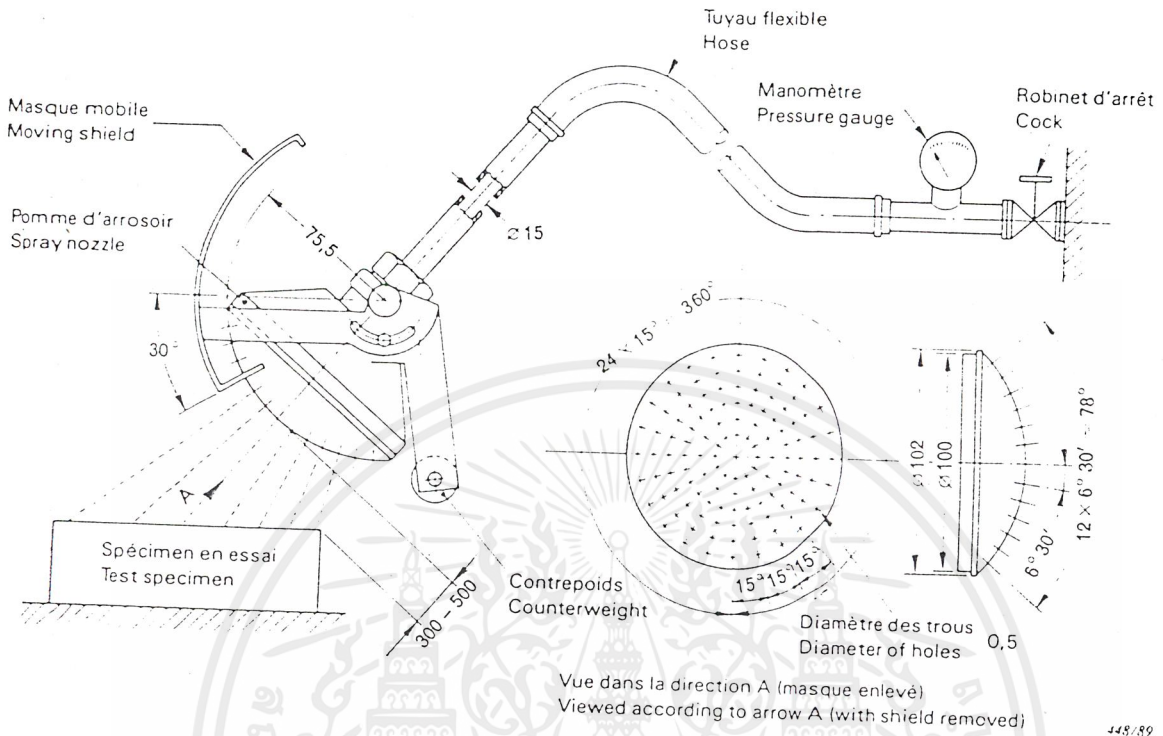 Tuyau flexible
Hose
Masque mobile
Moving shield
Manomètre
Pressure gauge
Robinet d'arrêt
Cock
Pomme d'arrosoir
Spray nozzle
75,5
⌀ 15
30°
24 × 15° - 360°
⌀102
⌀100
12 × 6° 30' - 78°
6° 30'
A
Spécimen en essai
Test specimen
300 - 500
Contrepoids
Counterweight
15° 15° 15°
Diamètre des trous
Diameter of holes 0,5
Vue dans la direction A (masque enlevé)
Viewed according to arrow A (with shield removed)
448/89